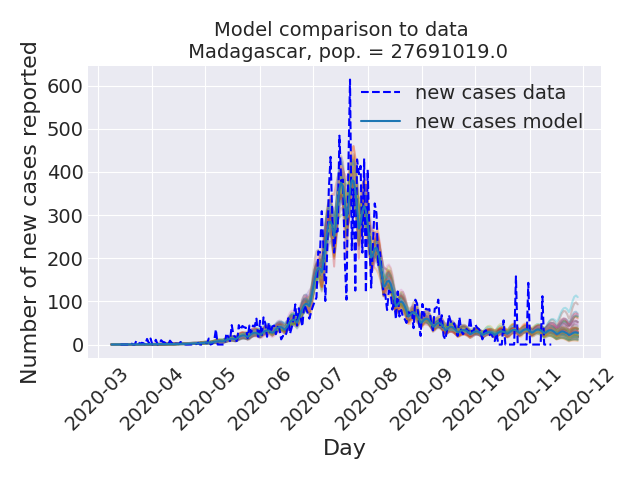 Model comparison to data
Madagascar, pop. = 27691019.0
Number of new cases reported
600
500
400
300
200
100
0
new cases data
new cases model
2020-03
2020-04
2020-05
2020-06
2020-07
2020-08
2020-09
2020-10
2020-11
2020-12
Day